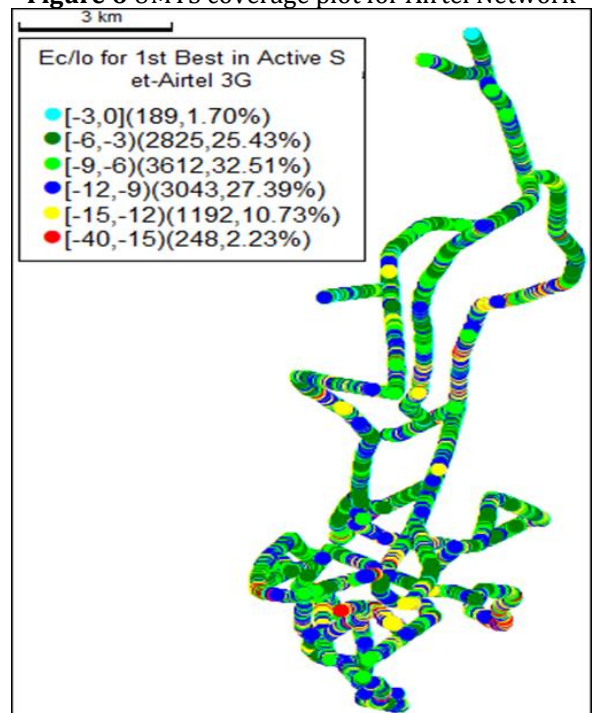 Figure 8 UMTS coverage plot for Airtel Network
3 km
Ec/Io for 1st Best in Active S
et-Airtel 3G
[-3,0](189,1.70%)
[-6,-3)(2825,25.43%)
[-9,-6)(3612,32.51%)
[-12,-9)(3043,27.39%)
[-15,-12)(1192,10.73%)
[-40,-15)(248,2.23%)